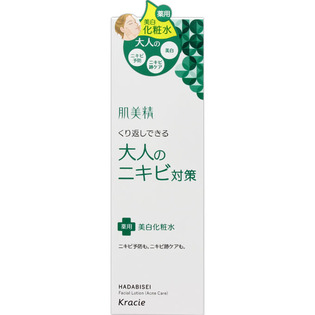 薬用
美白
化粧水
大人の
美白
ニキビ
予防
ニキビ
跡ケア
肌美精
くり返しできる
大人の
ニキビ対策
薬用 美白化粧水
ニキビ予防も、ニキビ跡ケアも。
HADABISEI
Facial Lotion (Acne Care)
Kracie